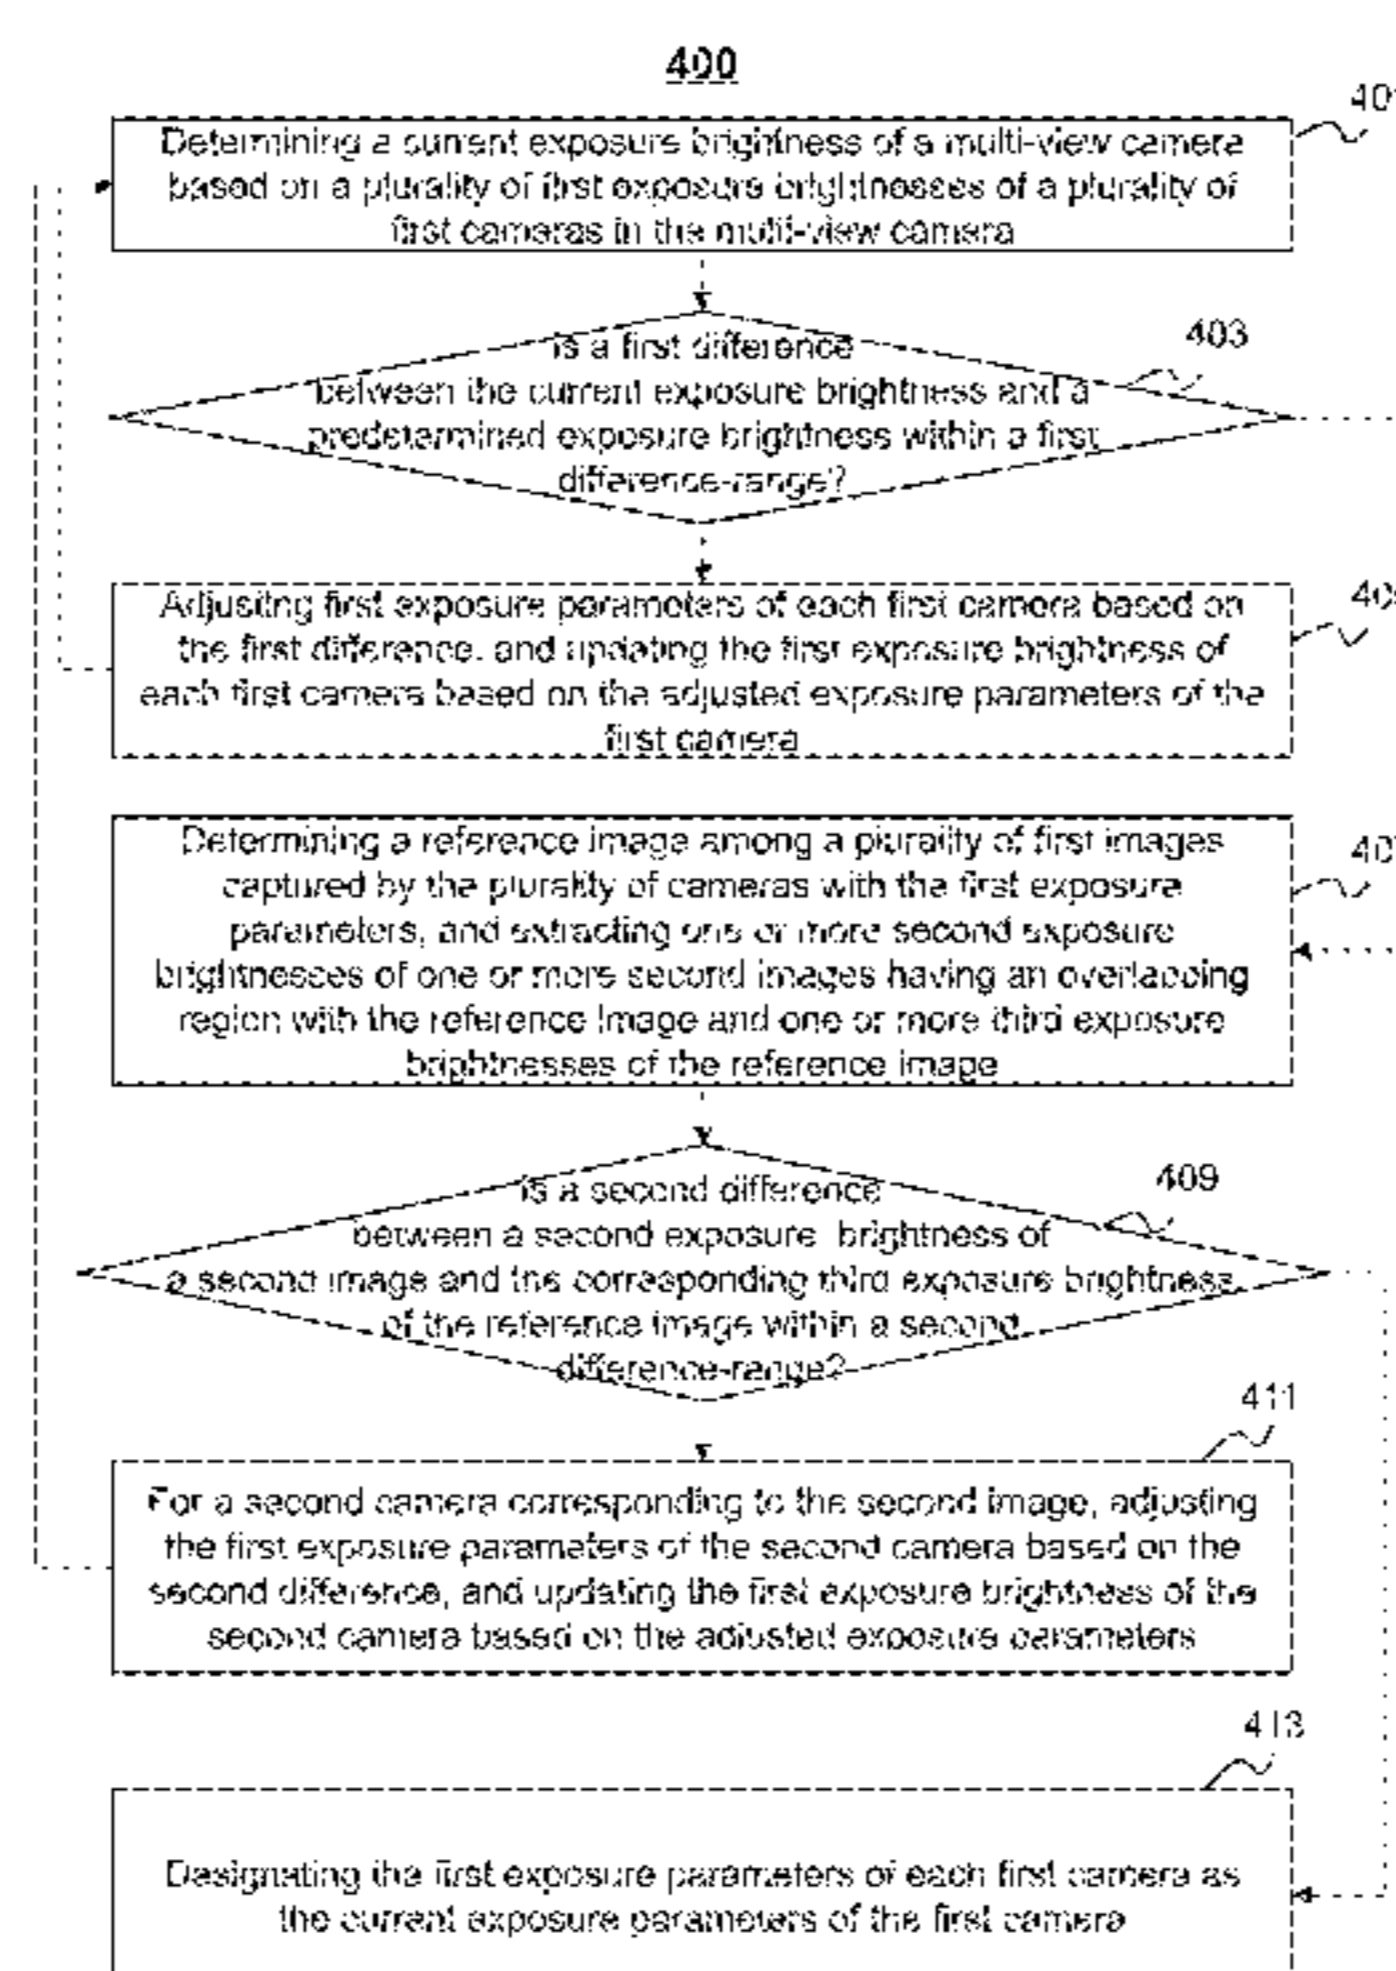 400
Determining a current exposure brightness of a multi-view camera
based on a plurality of first exposure brightnesses of a plurality of
first cameras in the multi-view camera
Is a first difference
403
between the current exposure brightness and a
predetermined exposure brightness within a first
difference-range?
Adjusting first exposure parameters of each first camera based on
the first difference, and updating the first exposure brightness of
each first camera based on the adjusted exposure parameters of the
first camera
Determining a reference image among a plurality of first images
captured by the plurality of cameras with the first exposure
parameters, and extracting one or more second exposure
brightnesses of one or more second images having an overlapping
region with the reference image and one or more third exposure
brightnesses of the reference image
409
Is a second difference
between a second exposure brightness of
a second image and the corresponding third exposure brightness
of the reference image within a second
difference-range?
411
For a second camera corresponding to the second image, adjusting
the first exposure parameters of the second camera based on the
second difference, and updating the first exposure brightness of the
second camera based on the adjusted exposure parameters
413
Designating the first exposure parameters of each first camera as
the current exposure parameters of the first camera